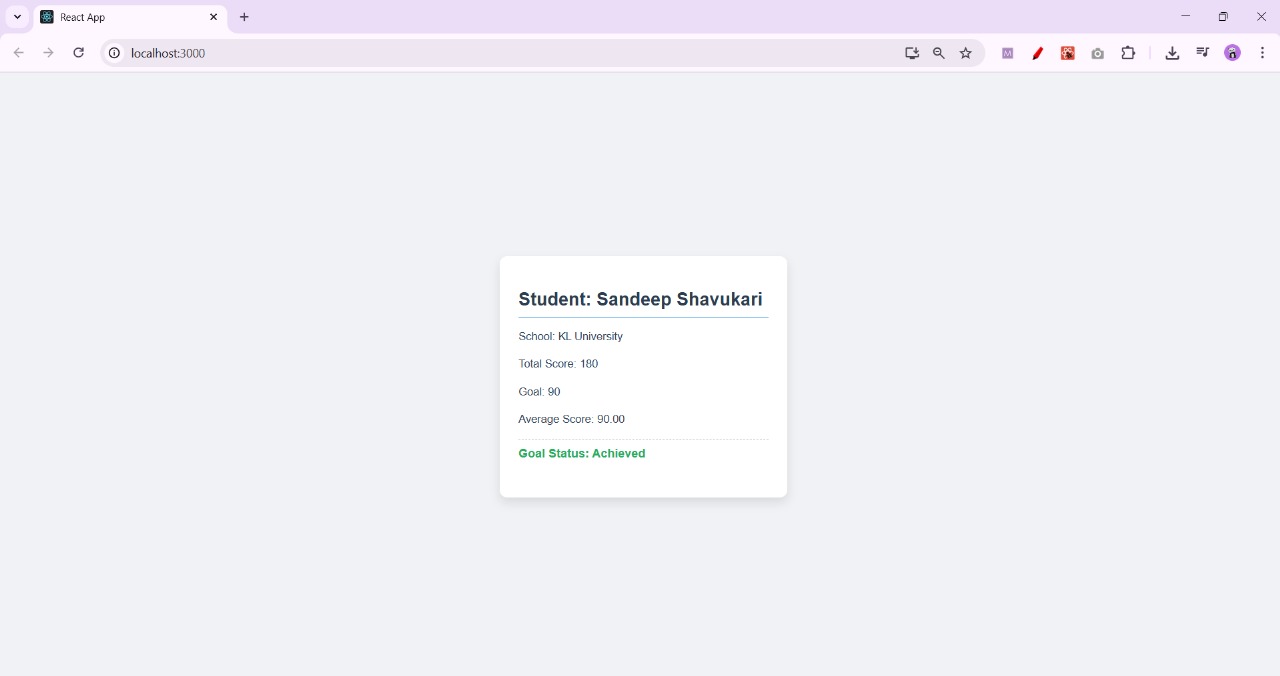 React App
localhost:3000
Student: Sandeep Shavukari
School: KL University
Total Score: 180
Goal: 90
Average Score: 90.00
Goal Status: Achieved